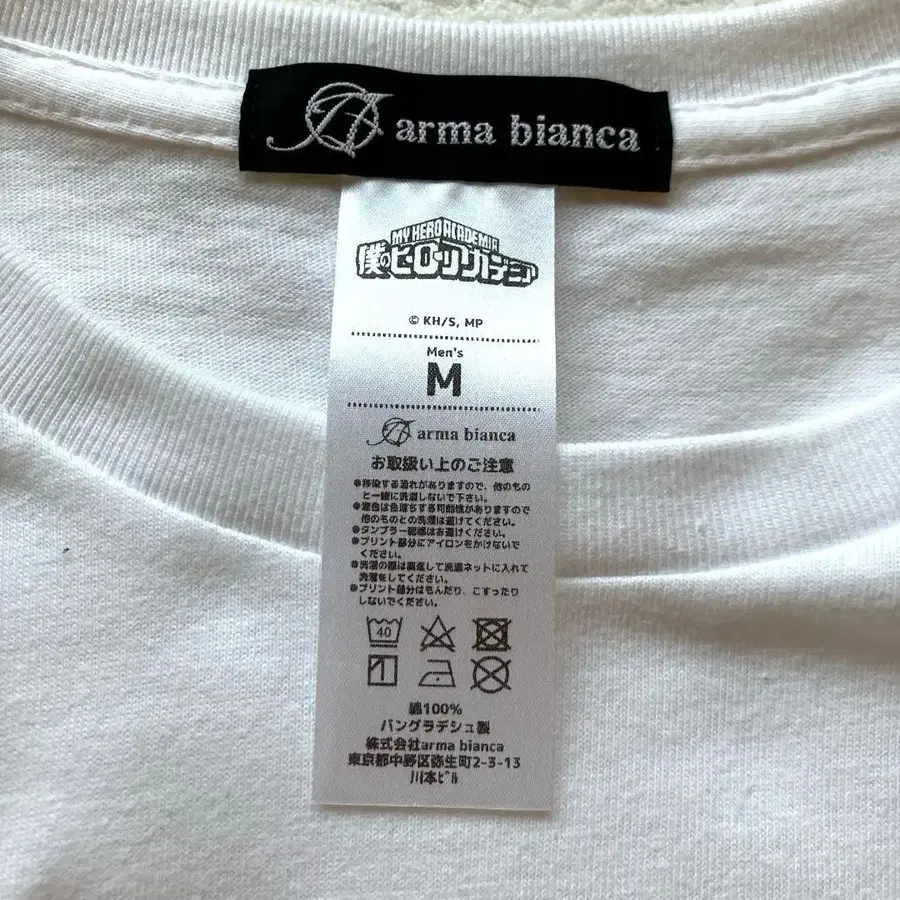 arma bianca
MY HERO ACADEMIA
僕のヒーローアカデミア
© KH/S, MP
Men's
M
arma bianca
お取扱い上のご注意
●移染する恐れがありますので、他のもの
と一緒に洗濯しないで下さい。
●濃色は色落ちする可能性がありますので
他のものとの洗濯は避けてください。
●タンブラー乾燥はお避けください。
●プリント部分にアイロンをかけないで
ください。
●洗濯の際は裏返して洗濯ネットに入れて
洗濯をしてください。
●プリント部分はもんだり、こすったり
しないでください。
40
綿100%
バングラデシュ製
株式会社arma bianca
東京都中野区弥生町2-3-13
川本ビル